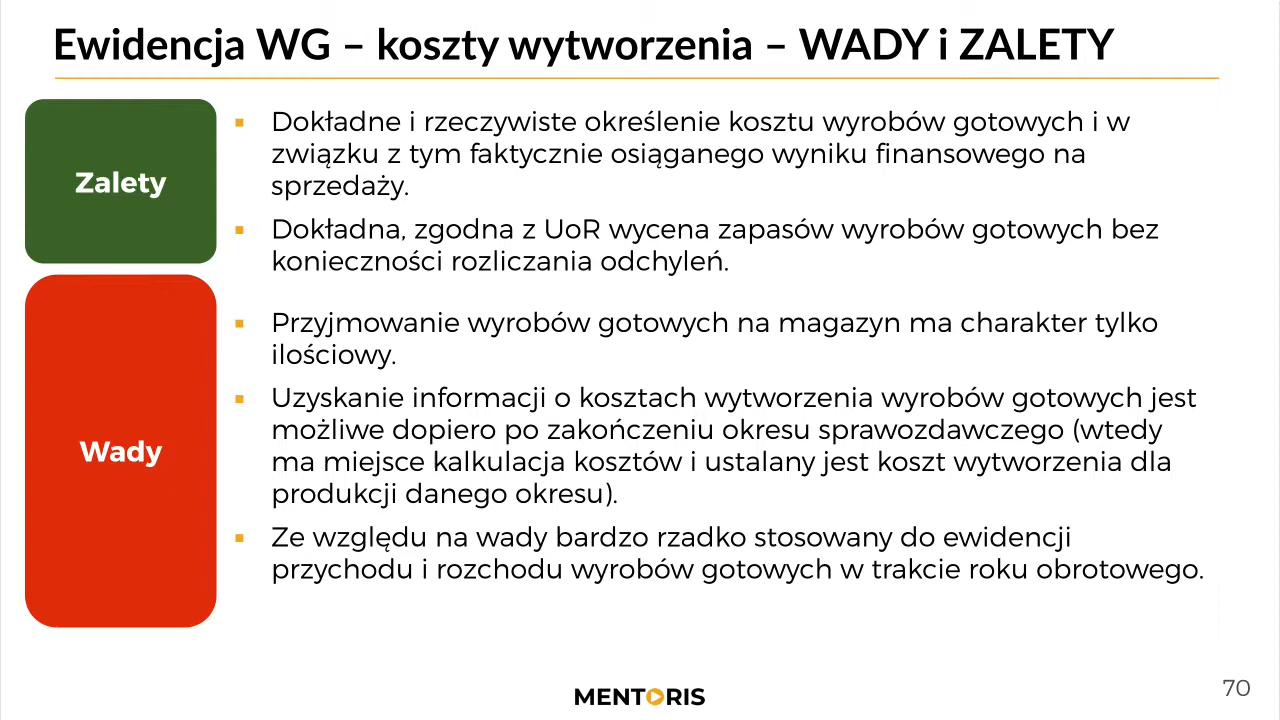 Ewidencja WG – koszty wytworzenia – WADY i ZALETY
Zalety
▪ Dokładne i rzeczywiste określenie kosztu wyrobów gotowych i w
związku z tym faktycznie osiąganego wyniku finansowego na
sprzedaży.
▪ Dokładna, zgodna z UoR wycena zapasów wyrobów gotowych bez
konieczności rozliczania odchyleń.
Wady
▪ Przyjmowanie wyrobów gotowych na magazyn ma charakter tylko
ilościowy.
▪ Uzyskanie informacji o kosztach wytworzenia wyrobów gotowych jest
możliwe dopiero po zakończeniu okresu sprawozdawczego (wtedy
ma miejsce kalkulacja kosztów i ustalany jest koszt wytworzenia dla
produkcji danego okresu).
▪ Ze względu na wady bardzo rzadko stosowany do ewidencji
przychodu i rozchodu wyrobów gotowych w trakcie roku obrotowego.
MENTORIS
70